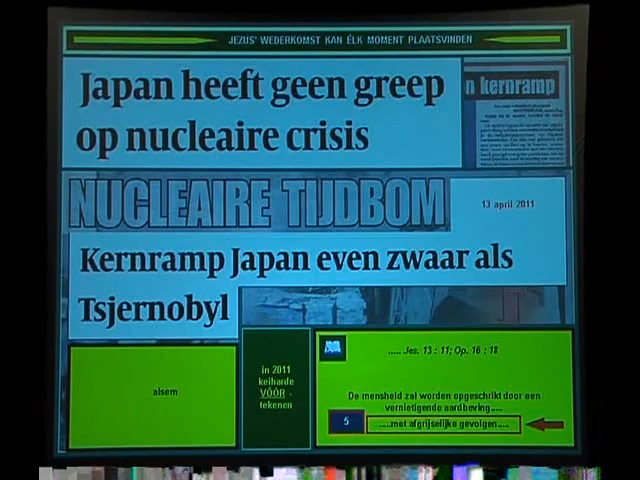 JEZUS' WEDERKOMST KAN ÉLK MOMENT PLAATSVINDEN
Japan heeft geen greep
op nucleaire crisis
n kernramp
NUCLEAIRE TIJDBOM
13 april 2011
Kernramp Japan even zwaar als
Tsjernobyl
alsem
in 2011
keiharde
VÓÓR -
tekenen
..... Jes. 13 : 11; Op. 16 : 18
De mensheid zal worden opgeschrikt door een
vernietigende aardbeving.....
5
.....met afgrijselijke gevolgen.....